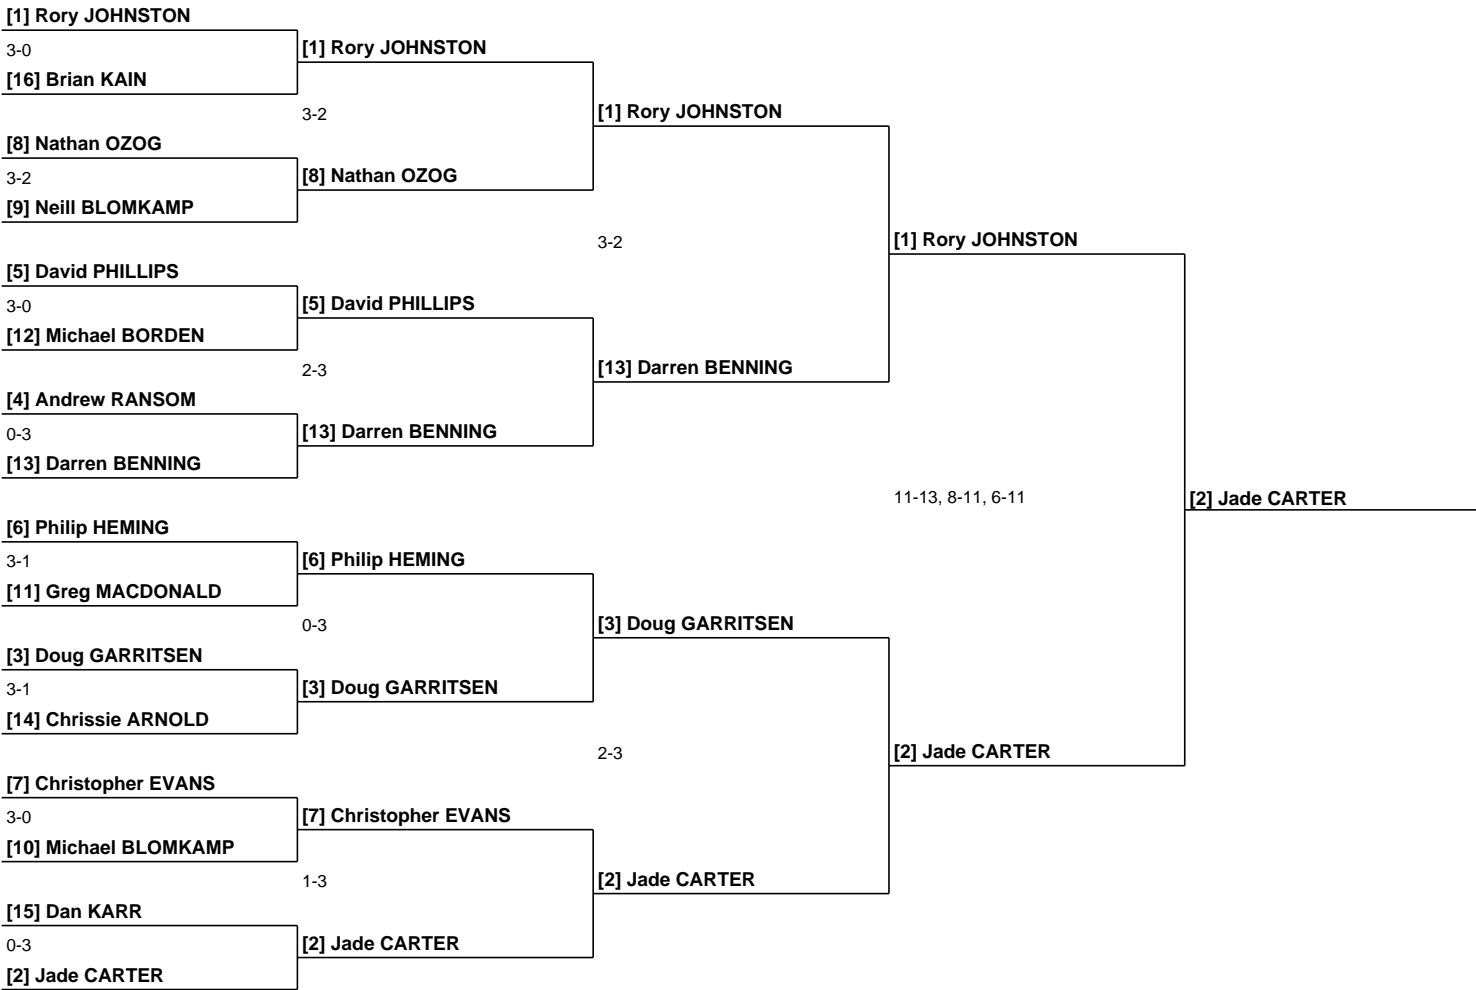 [1] Rory JOHNSTON
3-0
[16] Brian KAIN
[8] Nathan OZOG
3-2
[9] Neill BLOMKAMP
[5] David PHILLIPS
3-0
[12] Michael BORDEN
[4] Andrew RANSOM
0-3
[13] Darren BENNING
[6] Philip HEMING
3-1
[11] Greg MACDONALD
[3] Doug GARRITSEN
3-1
[14] Chrissie ARNOLD
[7] Christopher EVANS
3-0
[10] Michael BLOMKAMP
[15] Dan KARR
0-3
[2] Jade CARTER
[1] Rory JOHNSTON
3-2
[8] Nathan OZOG
[5] David PHILLIPS
2-3
[13] Darren BENNING
[6] Philip HEMING
0-3
[3] Doug GARRITSEN
[7] Christopher EVANS
1-3
[2] Jade CARTER
[1] Rory JOHNSTON
3-2
[13] Darren BENNING
[3] Doug GARRITSEN
2-3
[2] Jade CARTER
[1] Rory JOHNSTON
11-13, 8-11, 6-11
[2] Jade CARTER
[2] Jade CARTER